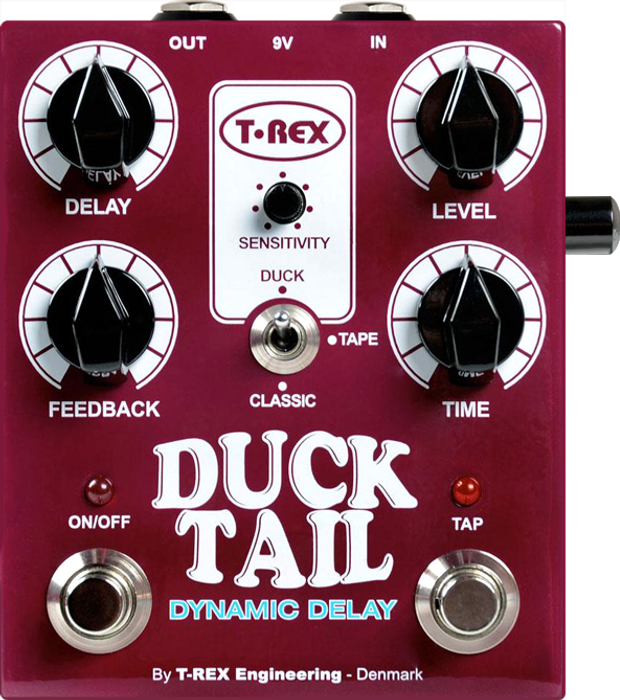 OUT 9V IN
T•REX
DELAY
LEVEL
SENSITIVITY
DUCK
•TAPE
CLASSIC
FEEDBACK
TIME
DUCK
TAIL
ON/OFF
TAP
DYNAMIC DELAY
By T-REX Engineering - Denmark